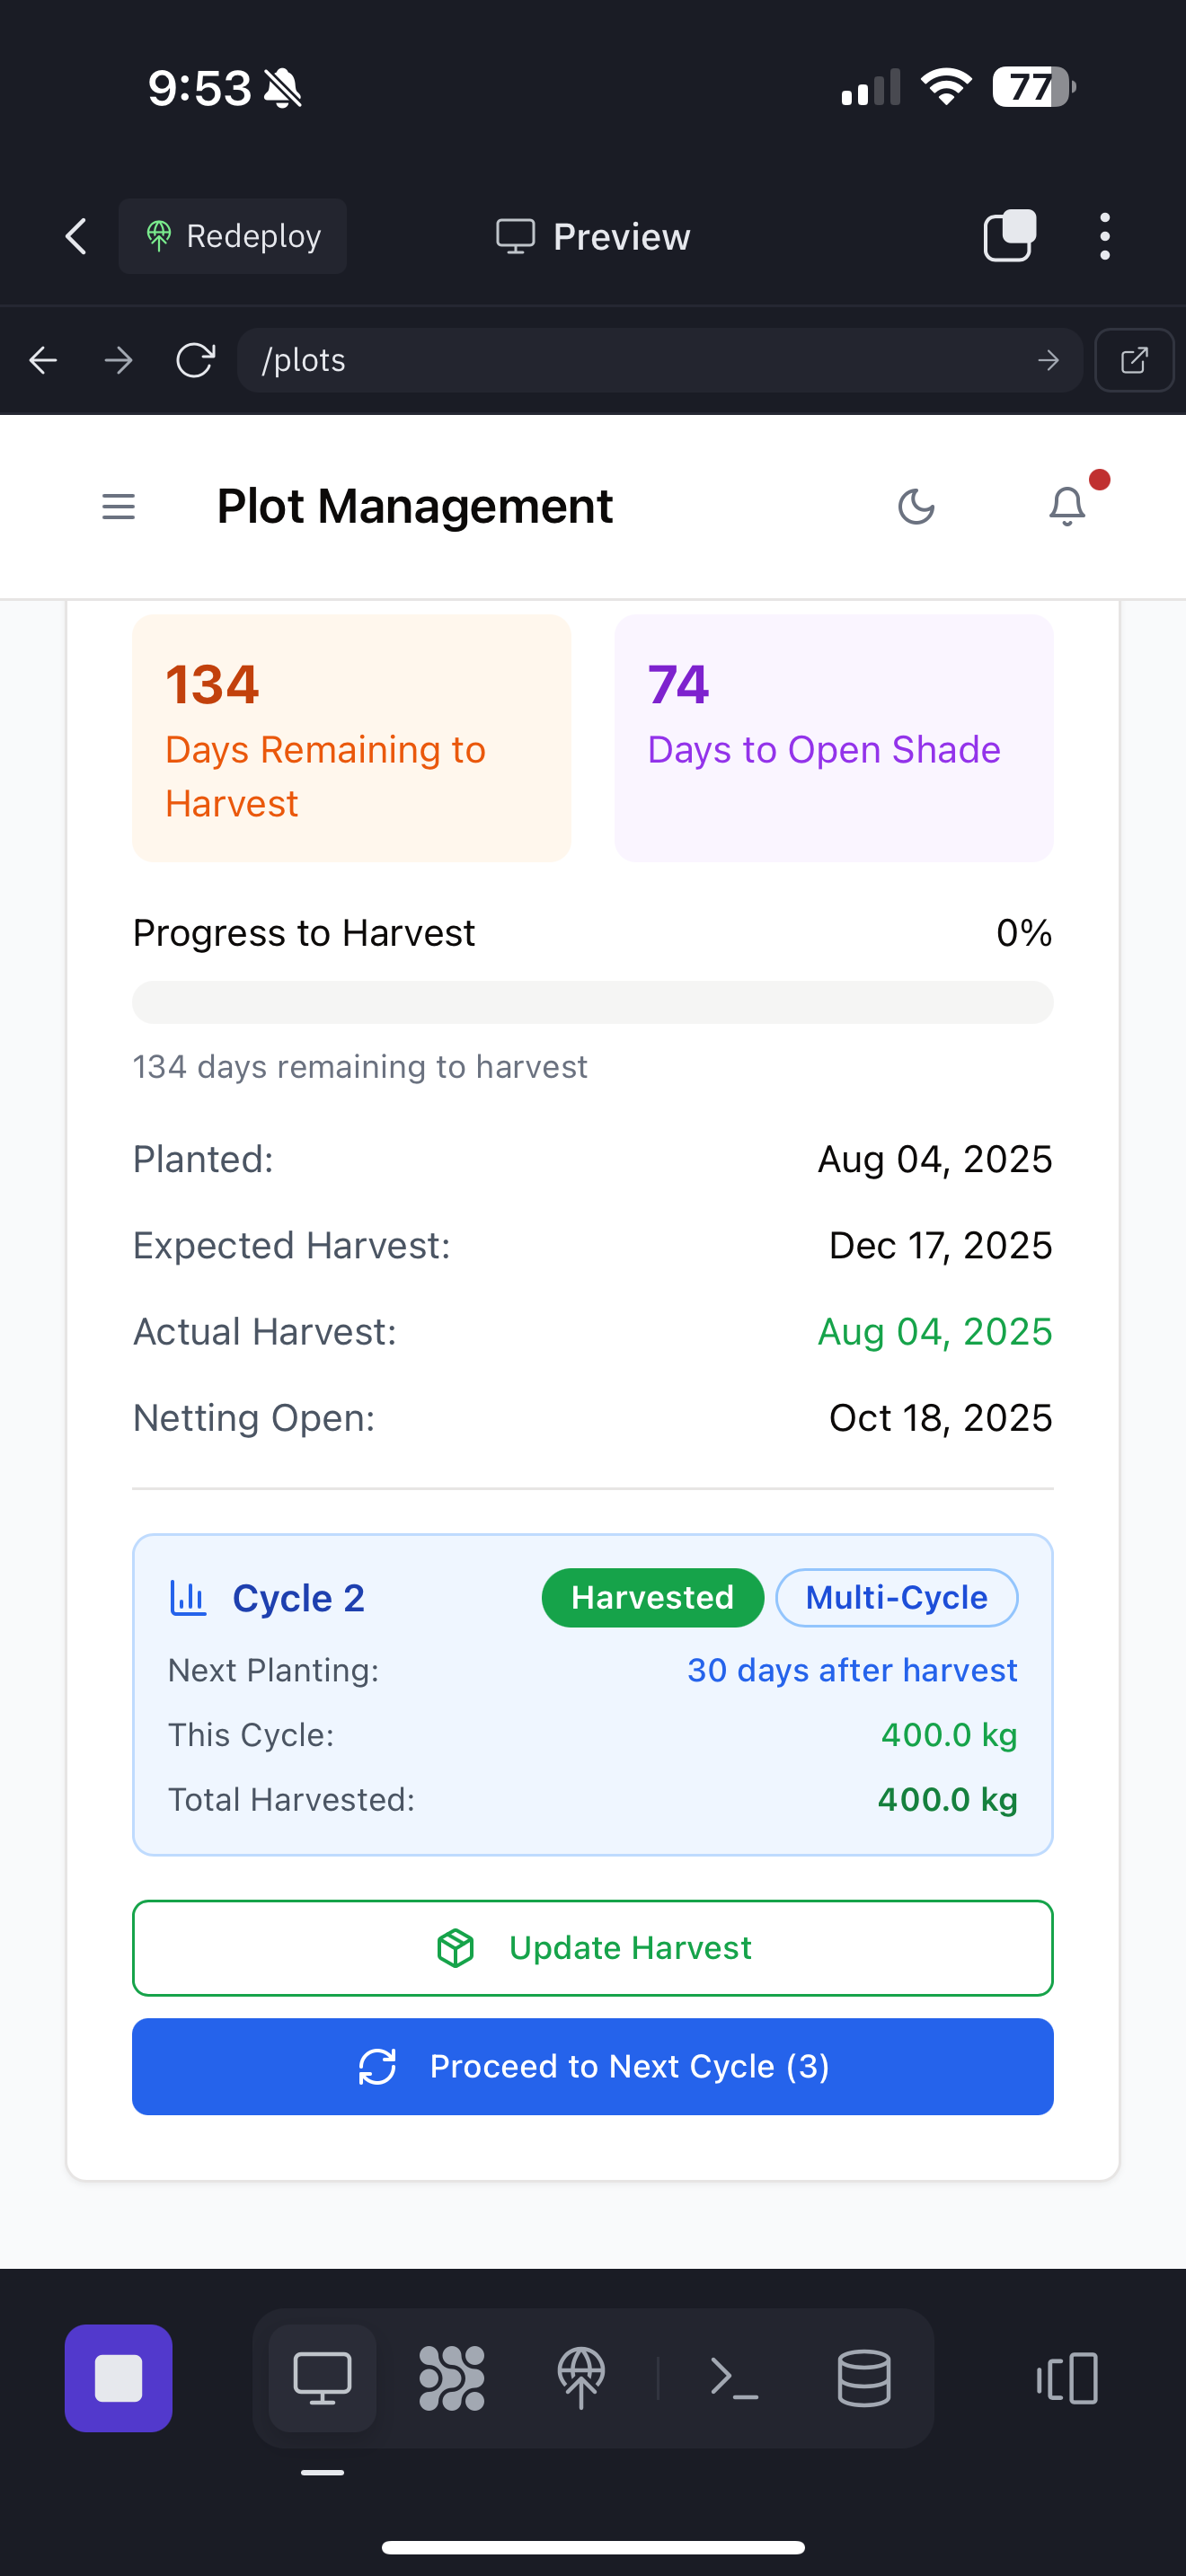 9:53
77
Redeploy
Preview
/plots
Plot Management
134
Days Remaining to
Harvest
74
Days to Open Shade
Progress to Harvest 0%
134 days remaining to harvest
Planted: Aug 04, 2025
Expected Harvest: Dec 17, 2025
Actual Harvest: Aug 04, 2025
Netting Open: Oct 18, 2025
Cycle 2 Harvested Multi-Cycle
Next Planting: 30 days after harvest
This Cycle: 400.0 kg
Total Harvested: 400.0 kg
Update Harvest
Proceed to Next Cycle (3)